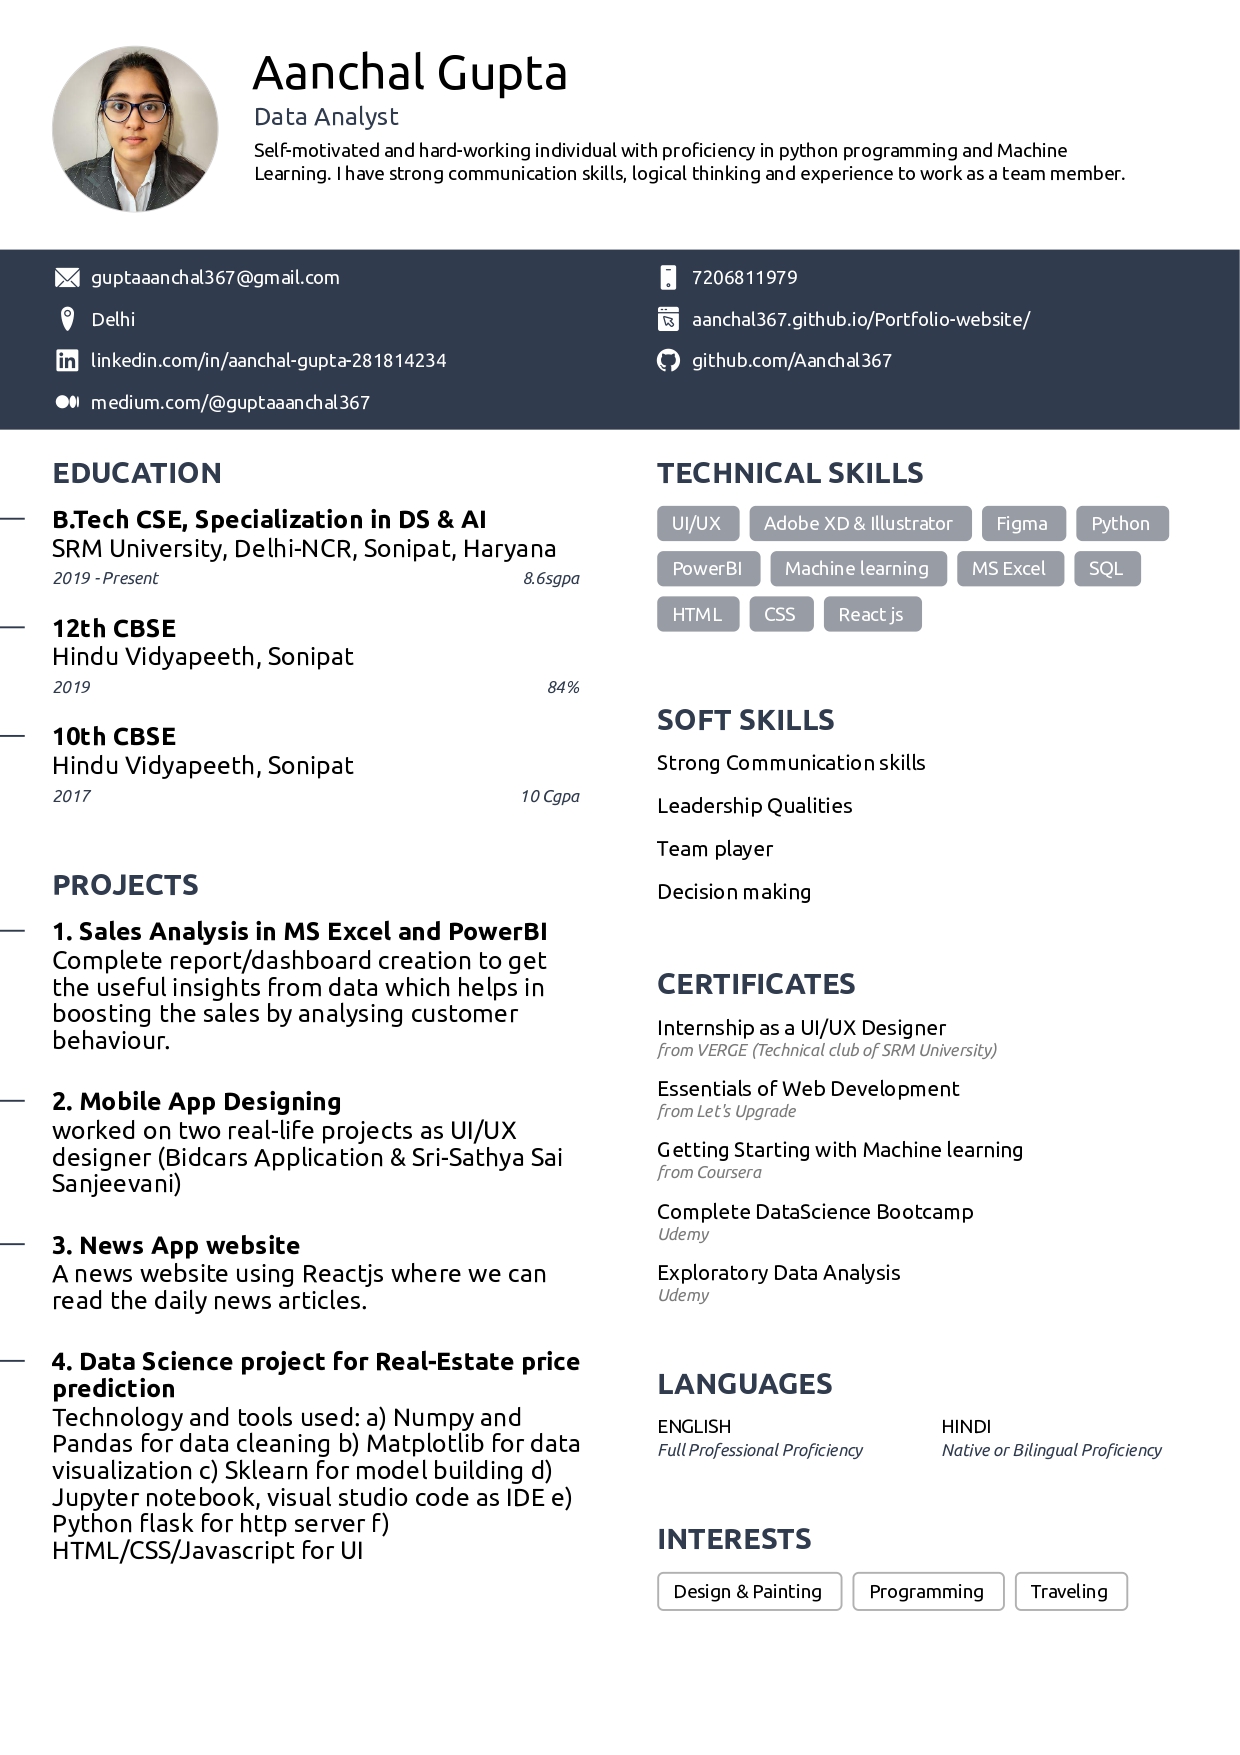 Aanchal Gupta
Data Analyst
Self-motivated and hard-working individual with proficiency in python programming and Machine
Learning. I have strong communication skills, logical thinking and experience to work as a team member.
guptaaanchal367@gmail.com
7206811979
Delhi
aanchal367.github.io/Portfolio-website/
linkedin.com/in/aanchal-gupta-281814234
github.com/Aanchal367
medium.com/@guptaaanchal367
EDUCATION
B.Tech CSE, Specialization in DS & AI
SRM University, Delhi-NCR, Sonipat, Haryana
2019 - Present 8.6sgpa
12th CBSE
Hindu Vidyapeeth, Sonipat
2019 84%
10th CBSE
Hindu Vidyapeeth, Sonipat
2017 10 Cgpa
PROJECTS
1. Sales Analysis in MS Excel and PowerBI
Complete report/dashboard creation to get
the useful insights from data which helps in
boosting the sales by analysing customer
behaviour.
2. Mobile App Designing
worked on two real-life projects as UI/UX
designer (Bidcars Application & Sri-Sathya Sai
Sanjeevani)
3. News App website
A news website using Reactjs where we can
read the daily news articles.
4. Data Science project for Real-Estate price
prediction
Technology and tools used: a) Numpy and
Pandas for data cleaning b) Matplotlib for data
visualization c) Sklearn for model building d)
Jupyter notebook, visual studio code as IDE e)
Python flask for http server f)
HTML/CSS/Javascript for UI
TECHNICAL SKILLS
UI/UX Adobe XD & Illustrator Figma Python
PowerBI Machine learning MS Excel SQL
HTML CSS React js
SOFT SKILLS
Strong Communication skills
Leadership Qualities
Team player
Decision making
CERTIFICATES
Internship as a UI/UX Designer
from VERGE (Technical club of SRM University)
Essentials of Web Development
from Let's Upgrade
Getting Starting with Machine learning
from Coursera
Complete DataScience Bootcamp
Udemy
Exploratory Data Analysis
Udemy
LANGUAGES
ENGLISH HINDI
Full Professional Proficiency Native or Bilingual Proficiency
INTERESTS
Design & Painting Programming Traveling